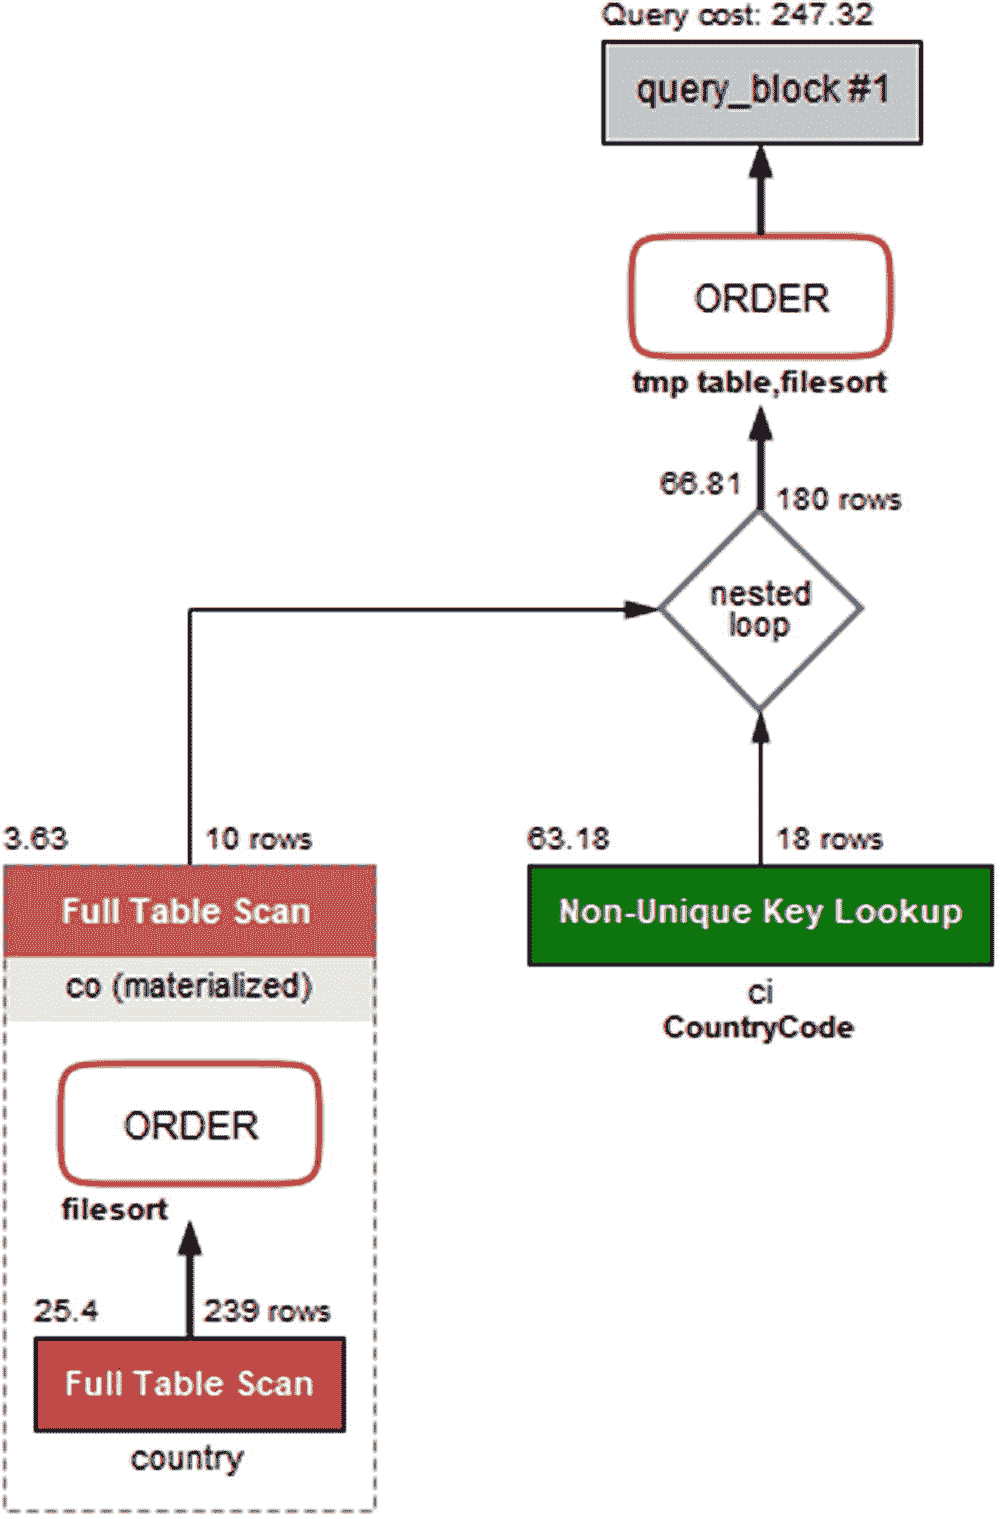 Query cost: 247.32
query_block #1
ORDER
tmp table,filesort
66.81
180 rows
nested
loop
3.63
10 rows
63.18
18 rows
Full Table Scan
Non-Unique Key Lookup
co (materialized)
ci
CountryCode
ORDER
filesort
25.4
239 rows
Full Table Scan
country